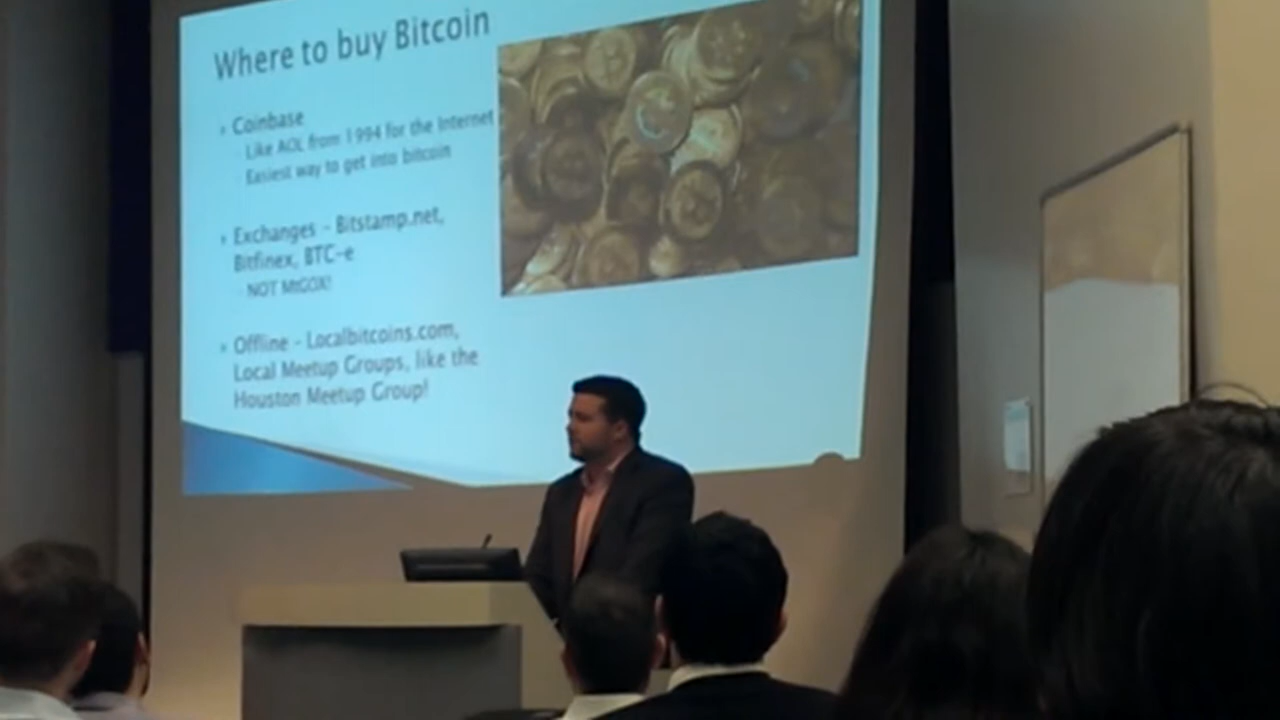 Where to buy Bitcoin
Coinbase
Like AOL from 1994 for the Internet
Easiest way to get into bitcoin
Exchanges - Bitstamp.net,
Bitfinex, BTC-e
NOT MtGOX!
Offline - Localbitcoins.com,
Local Meetup Groups, like the
Houston Meetup Group!